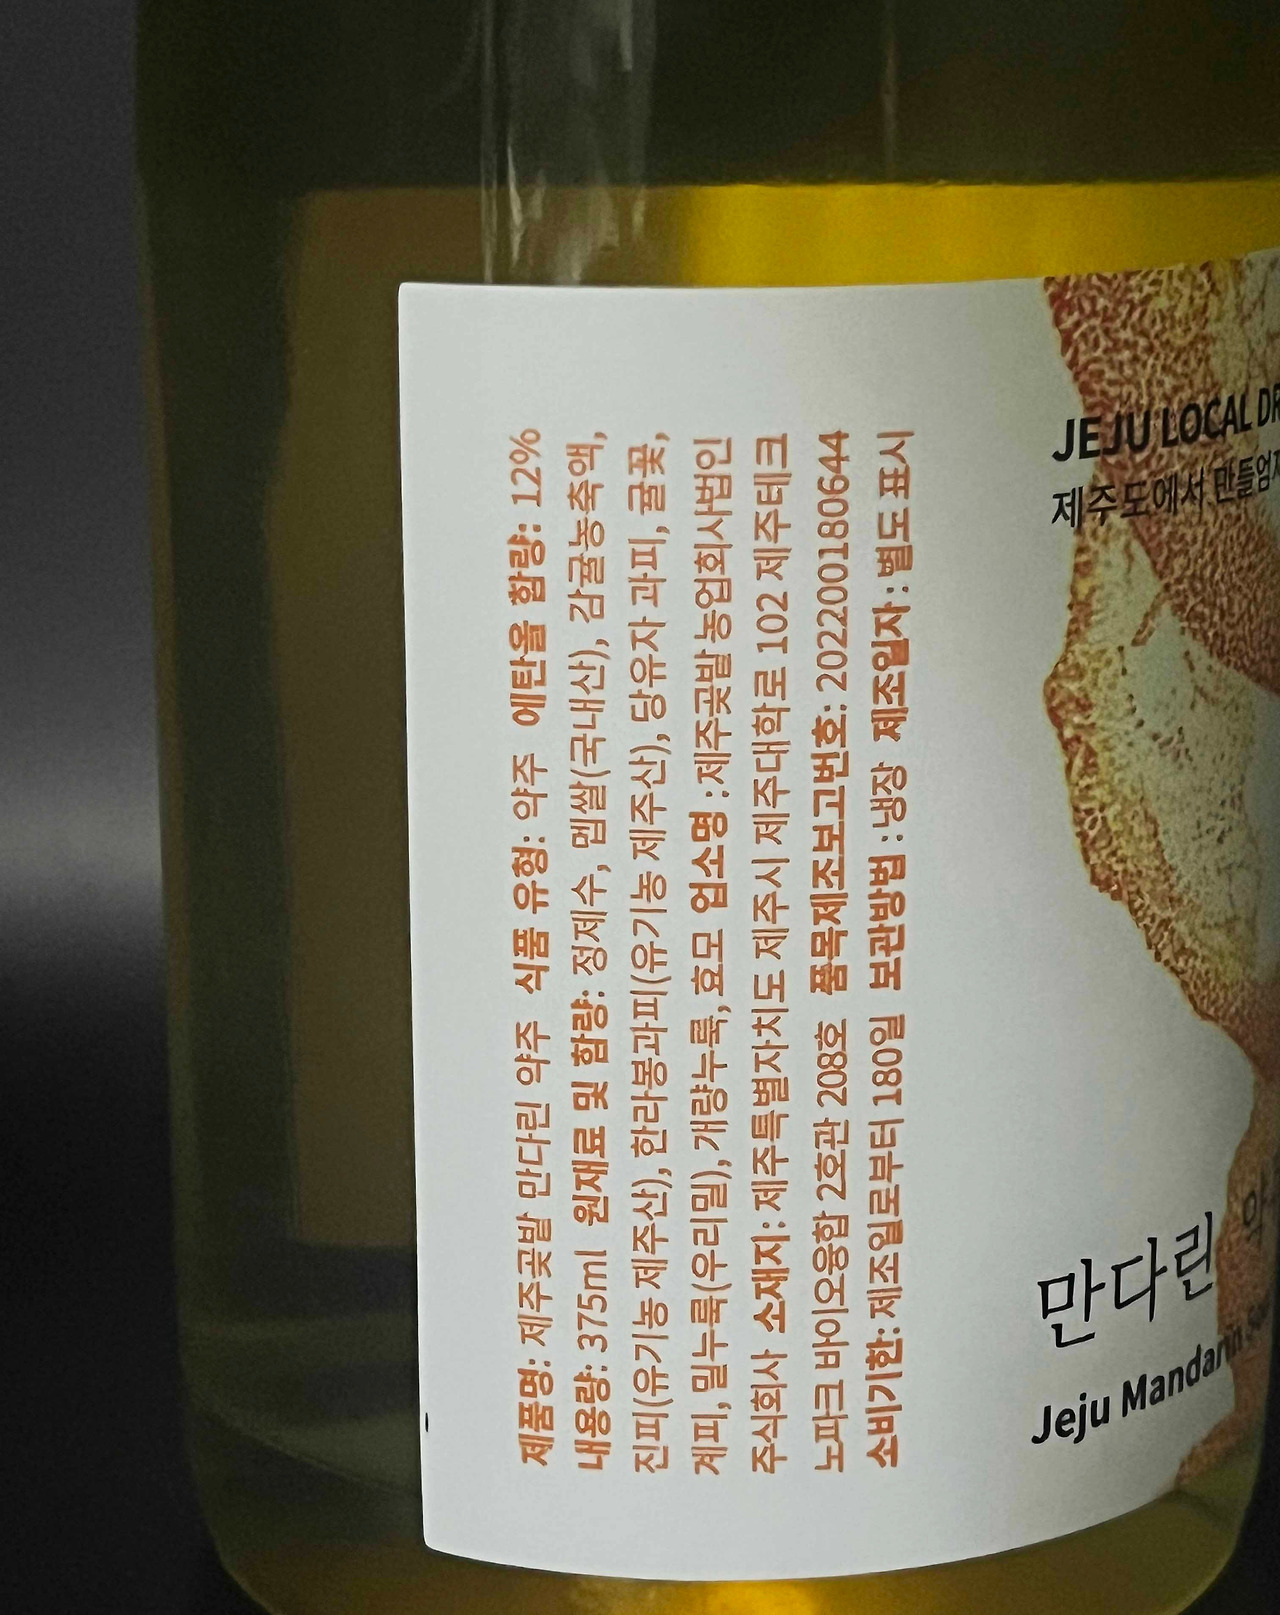 제품명: 제주곶밭 만다린 약주 식품 유형: 약주 에탄올 함량: 12%
내용량: 375ml 원재료 및 함량: 정제수, 멥쌀(국내산), 감귤농축액,
진피(유기농 제주산), 한라봉과피(유기농 제주산), 당유자 과피, 귤꽃,
계피, 밀누룩(우리밀), 개량누룩, 효모 업소명 :제주곶밭 농업회사법인
주식회사 소재지: 제주특별자치도 제주시 제주대학로 102 제주테크
노파크 바이오융합 2호관 208호 품목제조보고번호: 20220018064​4
소비기한: 제조일로부터 180일 보관방법 :냉장 제조일자 : 별도 표시
JEJU LOCAL
제주도에서
만다린
Jeju Mandarin